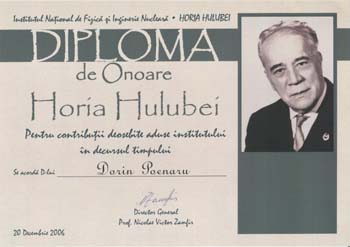 Institutul Național de Fizică și Inginerie Nucleară • HORIA HULUBEI
DIPLOMA
de Onoare
Horia Hulubei
Pentru contribuții deosebite aduse institutului
în decursul timpului
Se acordă D-lui Dorin Poenaru
Director General
Prof. Nicolae Victor Zamfir
20 Decembrie 2006